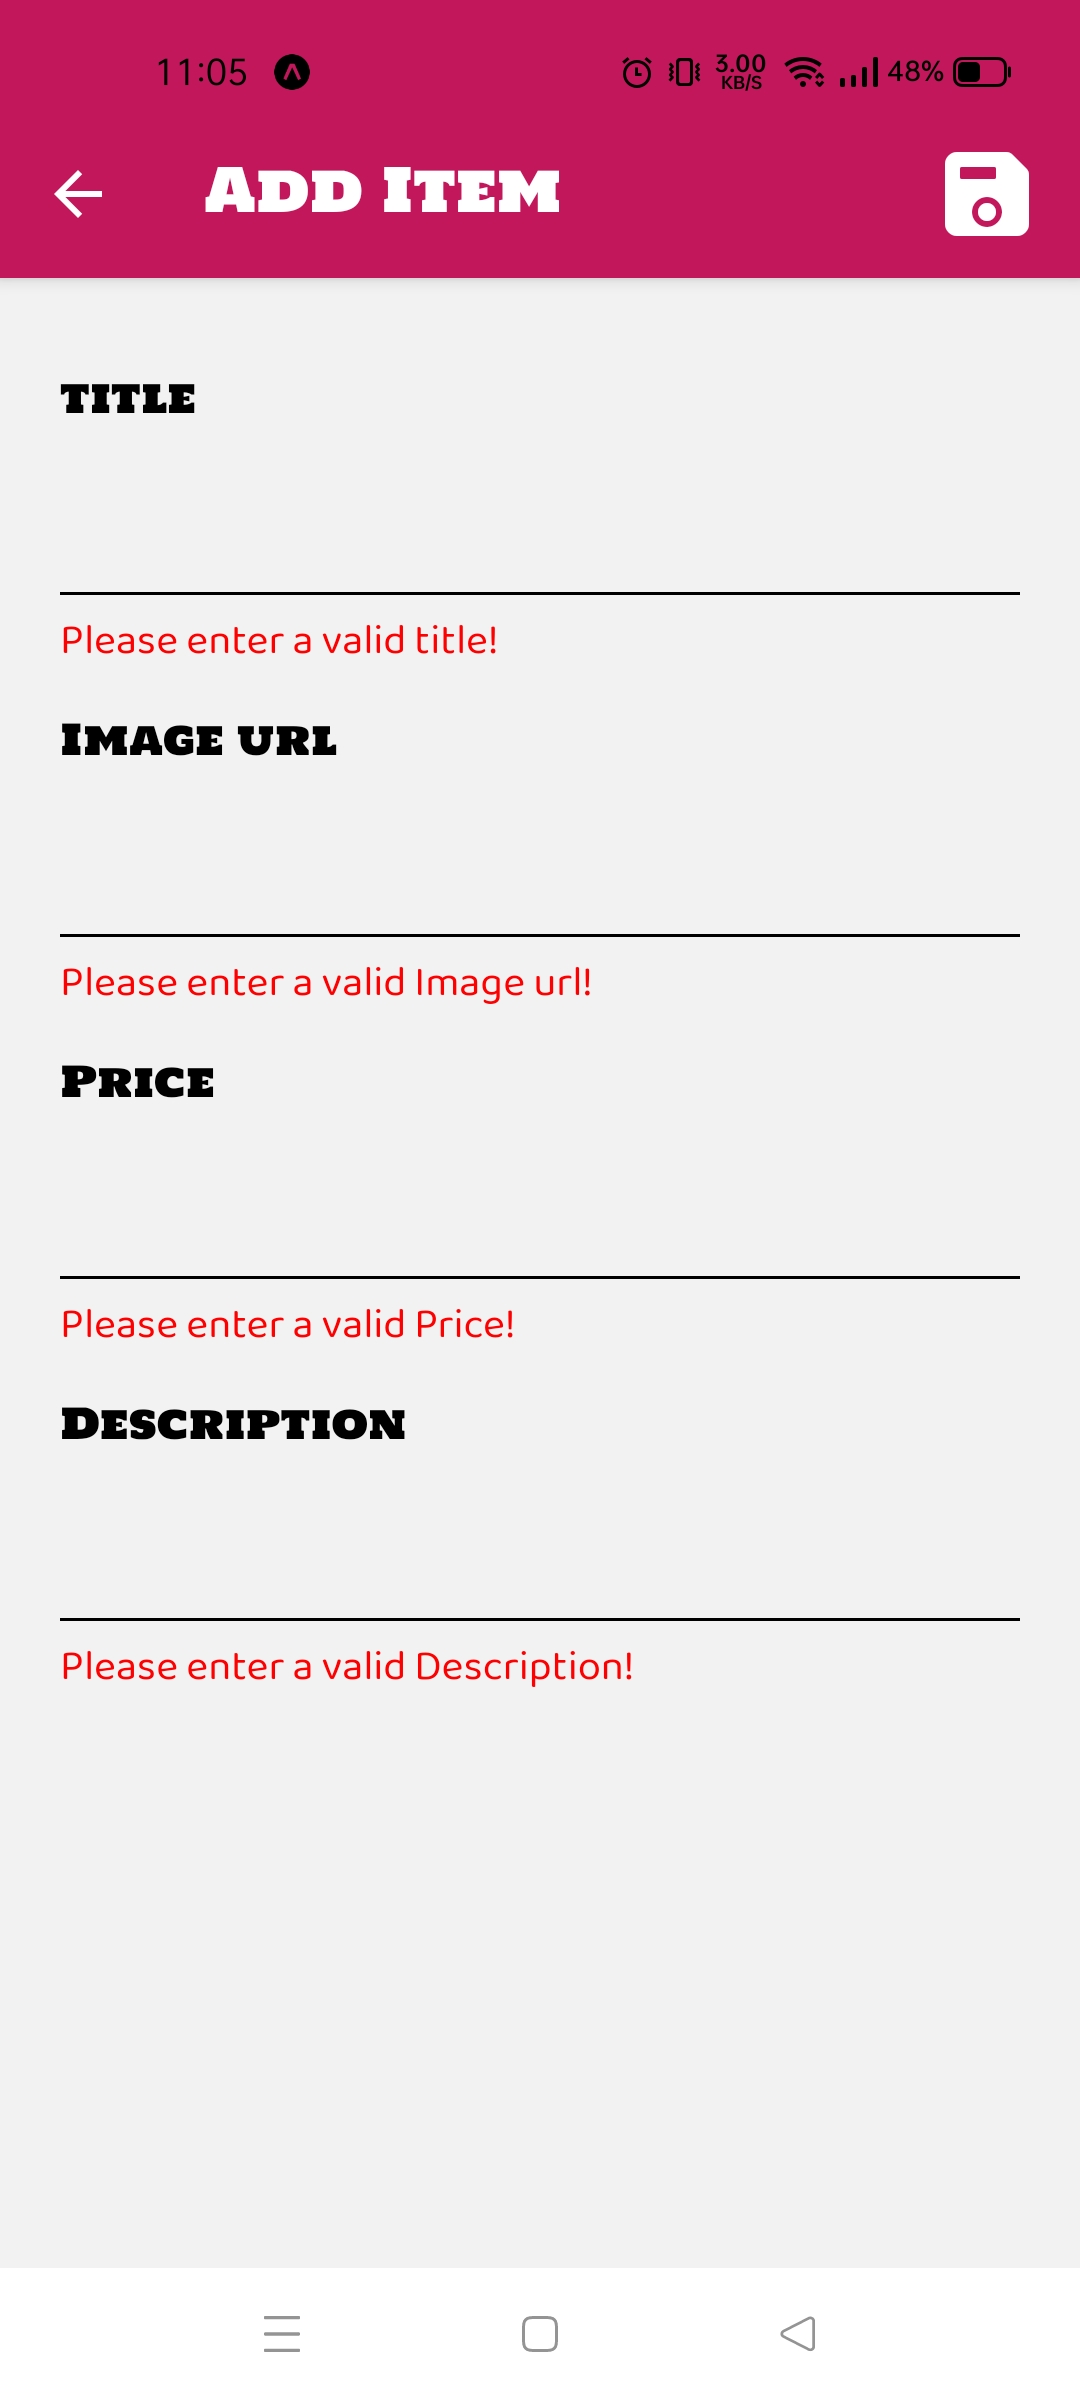 11:05
3.00
KB/S
48%
Add Item
title
Please enter a valid title!
Image url
Please enter a valid Image url!
Price
Please enter a valid Price!
Description
Please enter a valid Description!